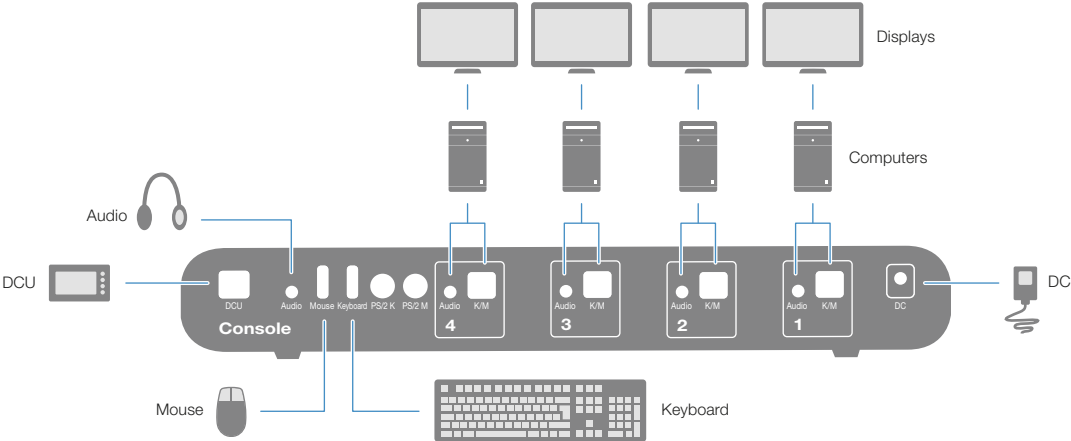 Displays
Computers
Audio
DCU
DC
DCU
Audio
Mouse
Keyboard
PS/2 K
PS/2 M
Audio
K/M
Audio
K/M
Audio
K/M
Audio
K/M
DC
Console
4
3
2
1
Mouse
Keyboard